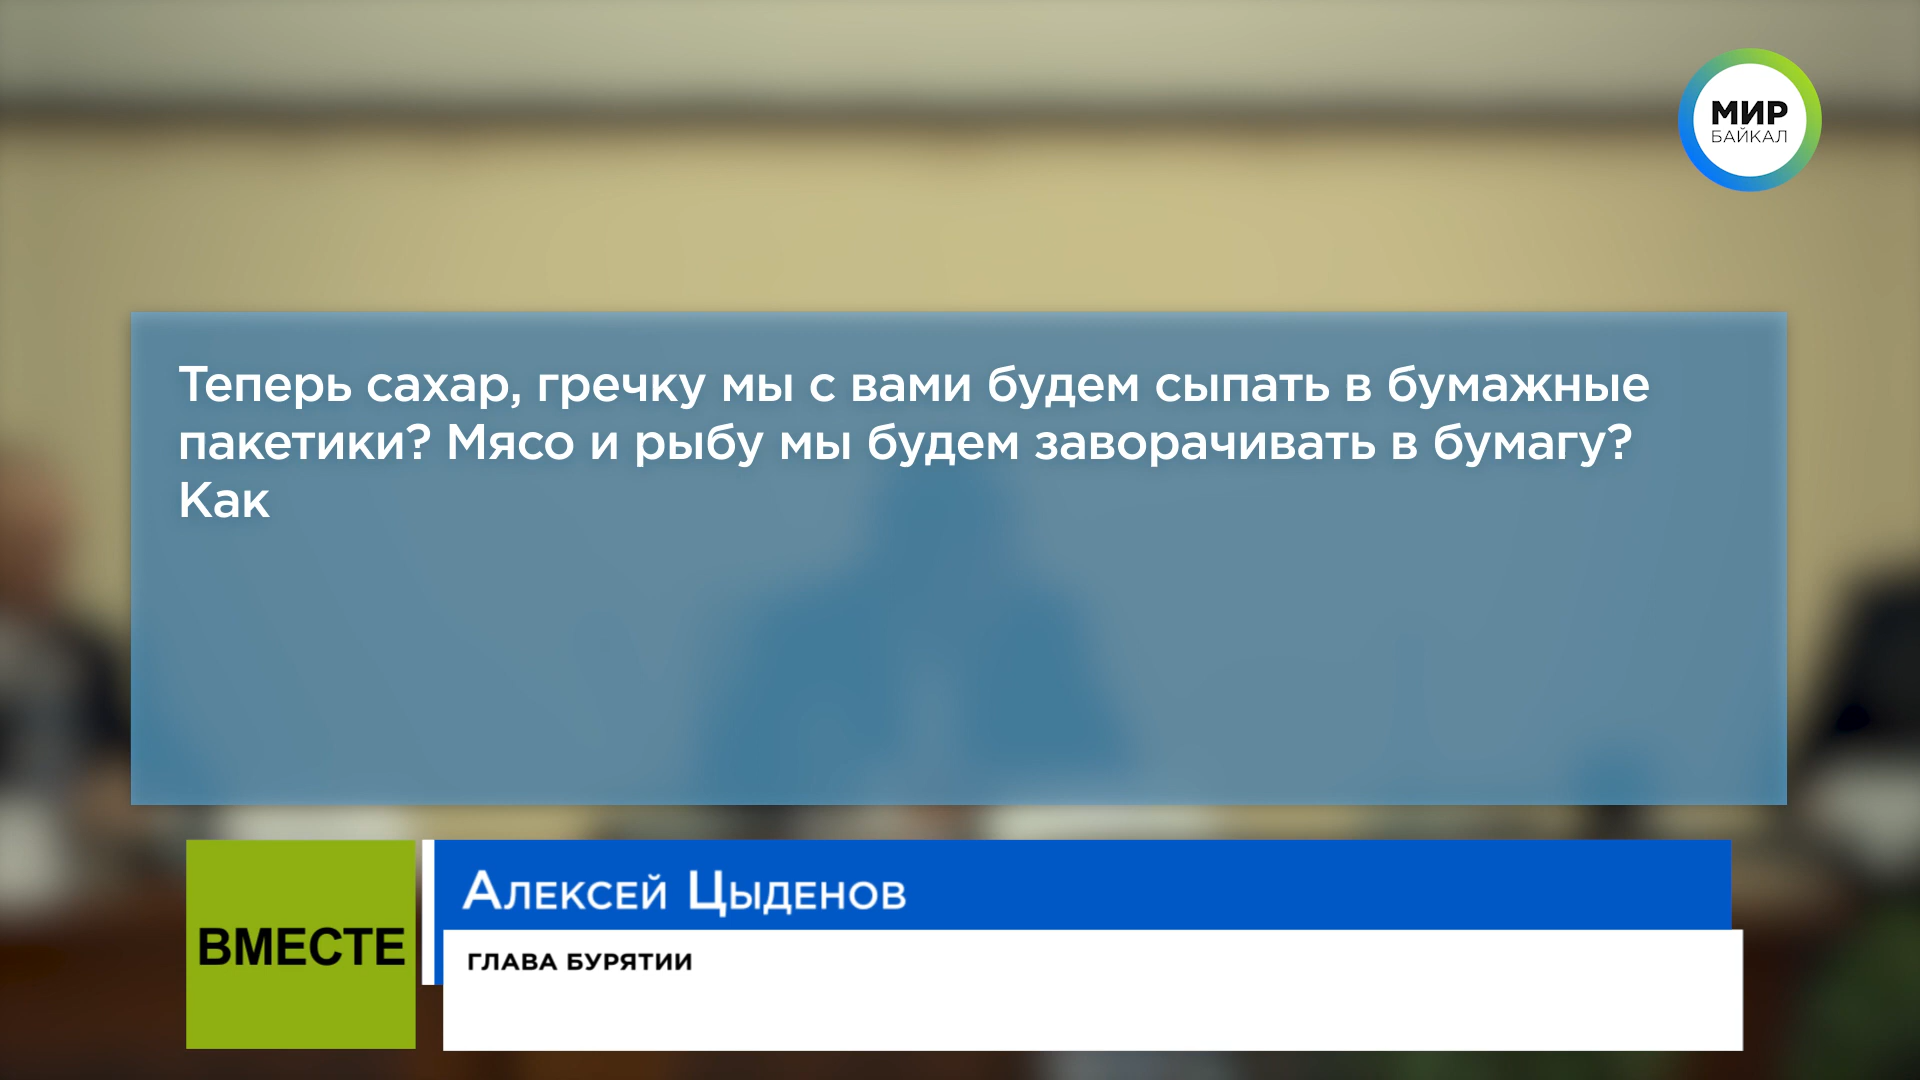 МИР
БАЙКАЛ
Теперь сахар, гречку мы с вами будем сыпать в бумажные
пакетики? Мясо и рыбу мы будем заворачивать в бумагу?
Как
ВМЕСТЕ
Алексей Цыденов
ГЛАВА БУРЯТИИ